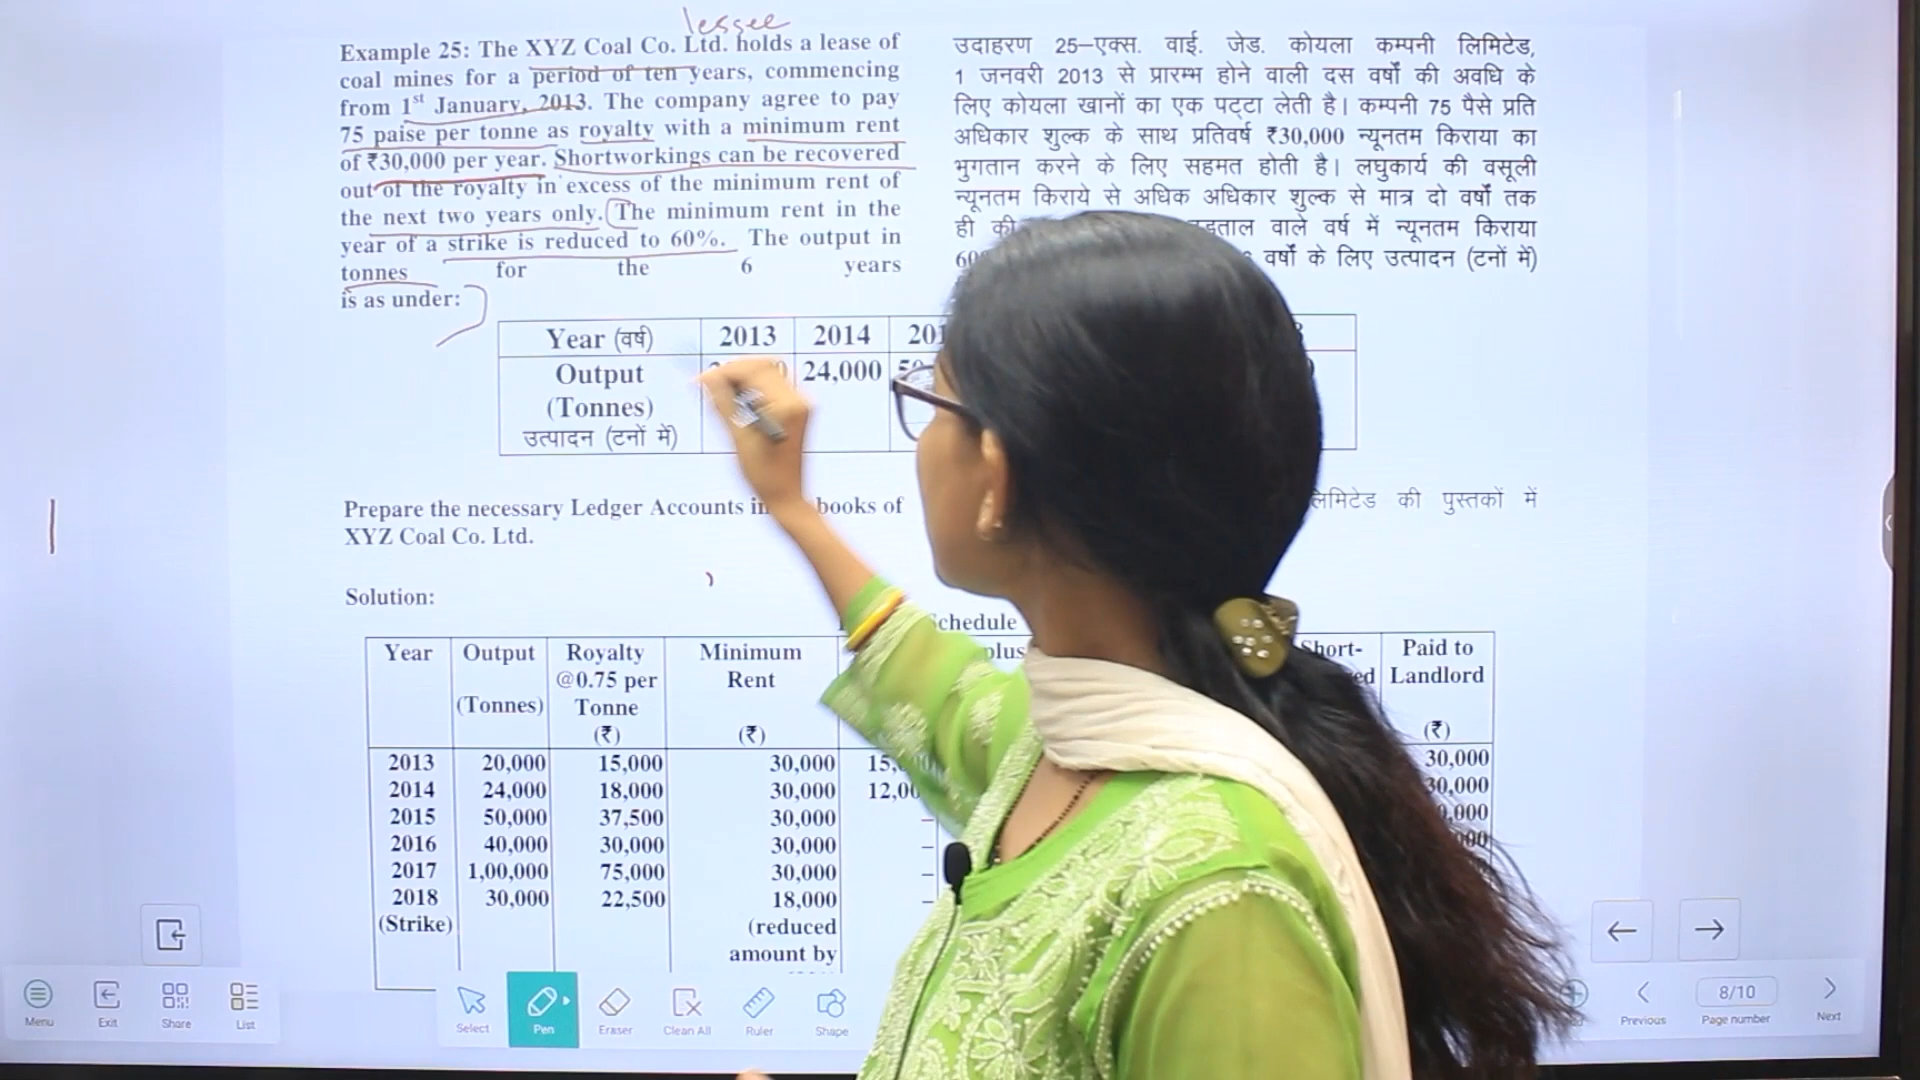 lessee
Example 25: The XYZ Coal Co. Ltd. holds a lease of
coal mines for a period of ten years, commencing
from 1st January, 2013. The company agree to pay
75 paise per tonne as royalty with a minimum rent
of ₹30,000 per year. Shortworkings can be recovered
out of the royalty in excess of the minimum rent of
the next two years only. The minimum rent in the
year of a strike is reduced to 60%. The output in
tonnes for the 6 years
is as under:
उदाहरण 25–एक्स. वाई. जेड. कोयला कम्पनी लिमिटेड,
1 जनवरी 2013 से प्रारम्भ होने वाली दस वर्षों की अवधि के
लिए कोयला खानों का एक पट्टा लेती है। कम्पनी 75 पैसे प्रति
अधिकार शुल्क के साथ प्रतिवर्ष ₹30,000 न्यूनतम किराया का
भुगतान करने के लिए सहमत होती है। लघुकार्य की वसूली
न्यूनतम किराये से अधिक अधिकार शुल्क से मात्र दो वर्षों तक
ही की वाले वर्ष में न्यूनतम किराया
वर्षों के लिए उत्पादन (टनों में)
Year (वर्ष) 2013 2014
Output 24,000
(Tonnes)
उत्पादन (टनों में)
Prepare the necessary Ledger Accounts in books of
XYZ Coal Co. Ltd.
लिमिटेड की पुस्तकों में
Solution:
Schedule
Year Output Royalty Minimum Short- Paid to
@0.75 per Rent Landlord
(Tonnes) Tonne
(₹) (₹) (₹)
2013 20,000 15,000 30,000 30,000
2014 24,000 18,000 30,000 30,000
2015 50,000 37,500 30,000 –
2016 40,000 30,000 30,000 –
2017 1,00,000 75,000 30,000 –
2018 30,000 22,500 18,000 –
(Strike) (reduced
amount by
Menu Exit Share List Select Pen Eraser Clean All Ruler Shape Previous 8/10 Page number Next